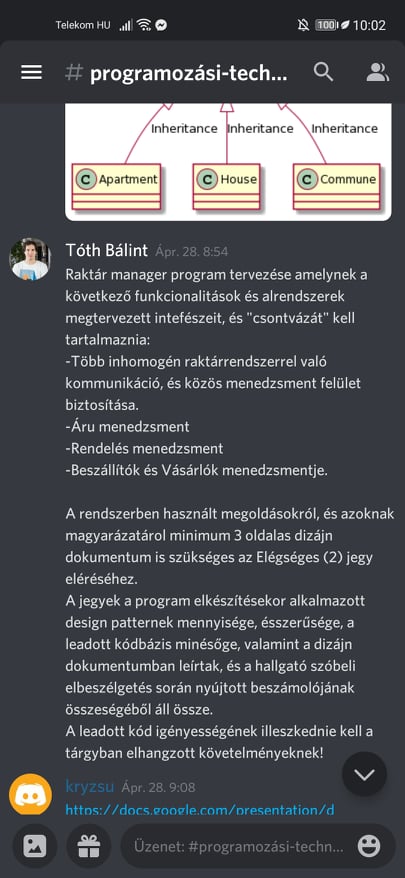 Telekom HU 100 10:02
# programozási-tech...
Inheritance Inheritance Inheritance
C Apartment C House C Commune
Tóth Bálint Ápr. 28. 8:54
Raktár manager program tervezése amelynek a
következő funkcionalitások és alrendszerek
megtervezett intefészeit, és "csontvázát" kell
tartalmaznia:
-Több inhomogén raktárrendszerrel való
kommunikáció, és közös menedzsment felület
biztosítása.
-Áru menedzsment
-Rendelés menedzsment
-Beszállítók és Vásárlók menedzsmentje.
A rendszerben használt megoldásokról, és azoknak
magyarázatárol minimum 3 oldalas dizájn
dokumentum is szükséges az Elégséges (2) jegy
eléréséhez.
A jegyek a program elkészítésekor alkalmazott
design patternek mennyisége, ésszerűsége, a
leadott kódbázis minésőge, valamint a dizájn
dokumentumban leírtak, és a hallgató szóbeli
elbeszélgetés során nyújtott beszámolójának
összeségéből áll össze.
A leadott kód igényességének illeszkednie kell a
tárgyban elhangzott követelményeknek!
kryzsu Ápr. 28. 9:08
https://docs.google.com/presentation/d
Üzenet: #programozási-techn...